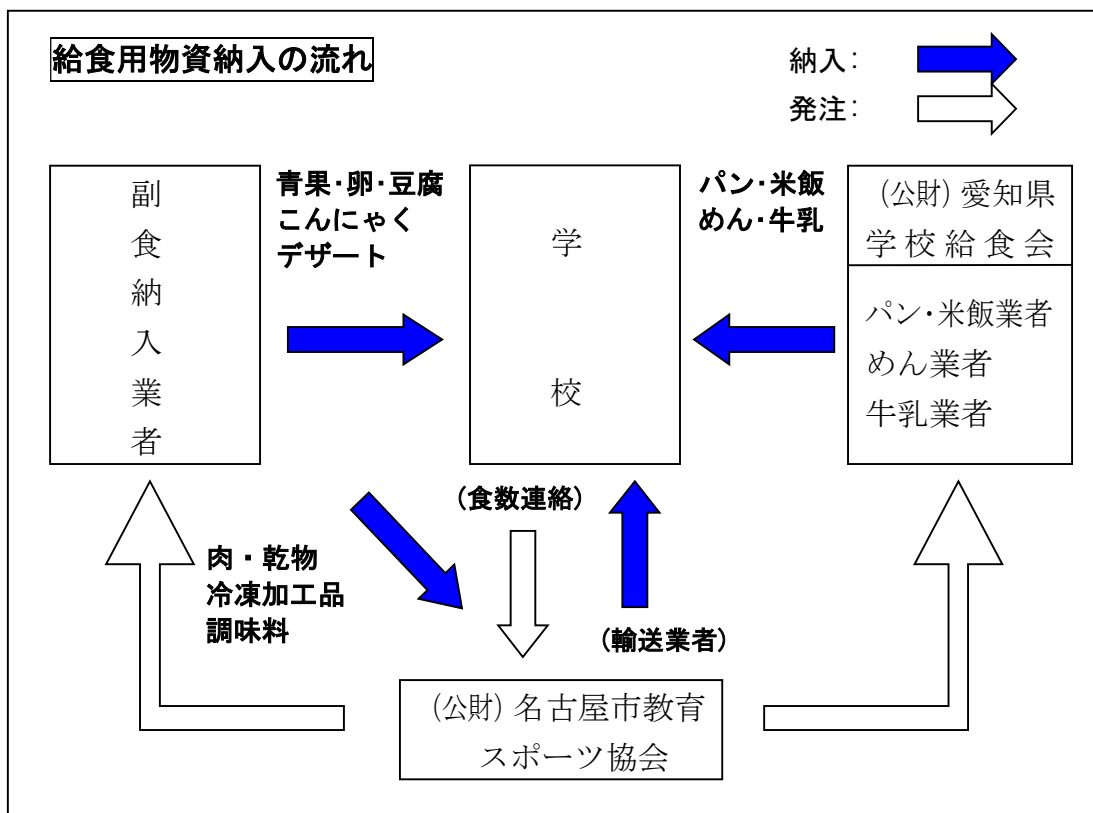 給食用物資納入の流れ
納入:
発注:
副食納入業者
青果・卵・豆腐
こんにゃく
デザート
学校
パン・米飯
めん・牛乳
(公財)愛知県
学校給食会
パン・米飯業者
めん業者
牛乳業者
(食数連絡)
肉・乾物
冷凍加工品
調味料
(輸送業者)
(公財)名古屋市教育
スポーツ協会